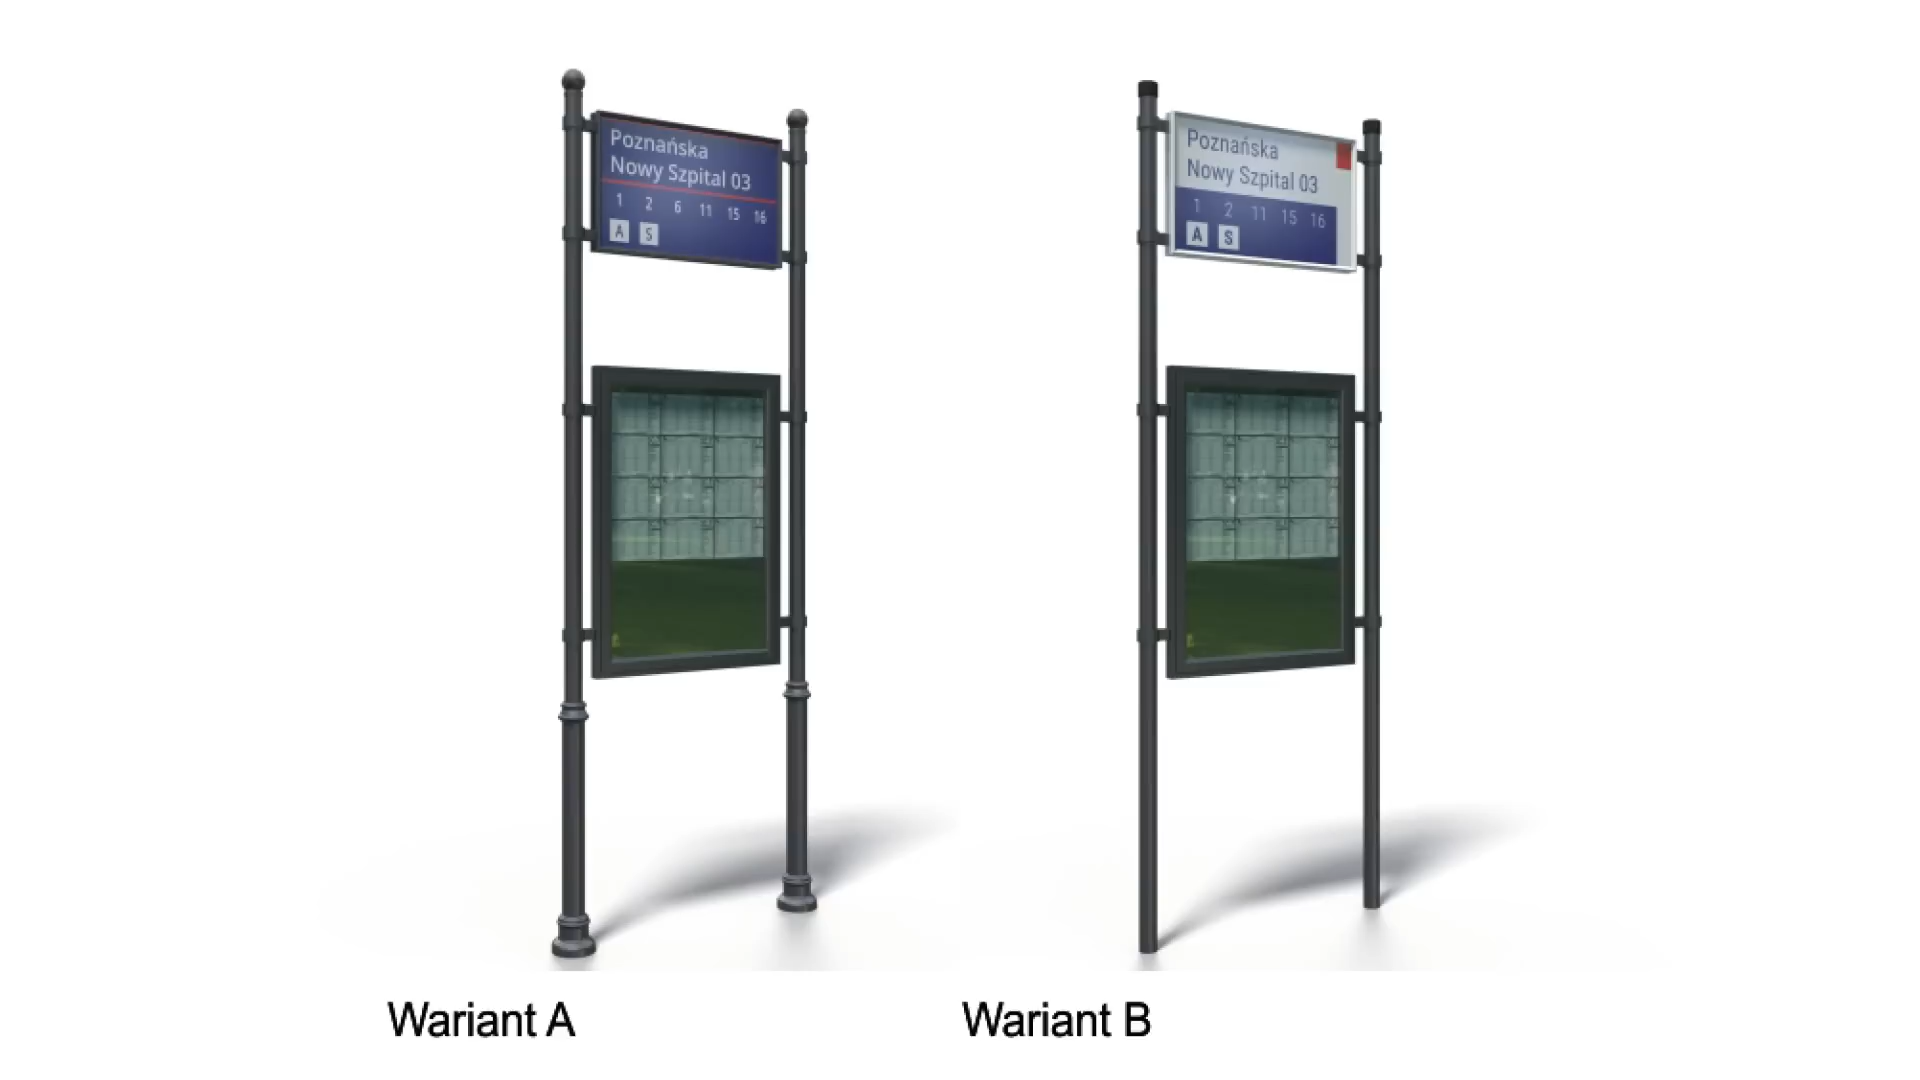 Poznańska
Nowy Szpital 03
1 2 6 11 15 16
A S
Poznańska
Nowy Szpital 03
1 2 11 15 16
A S
Wariant A
Wariant B